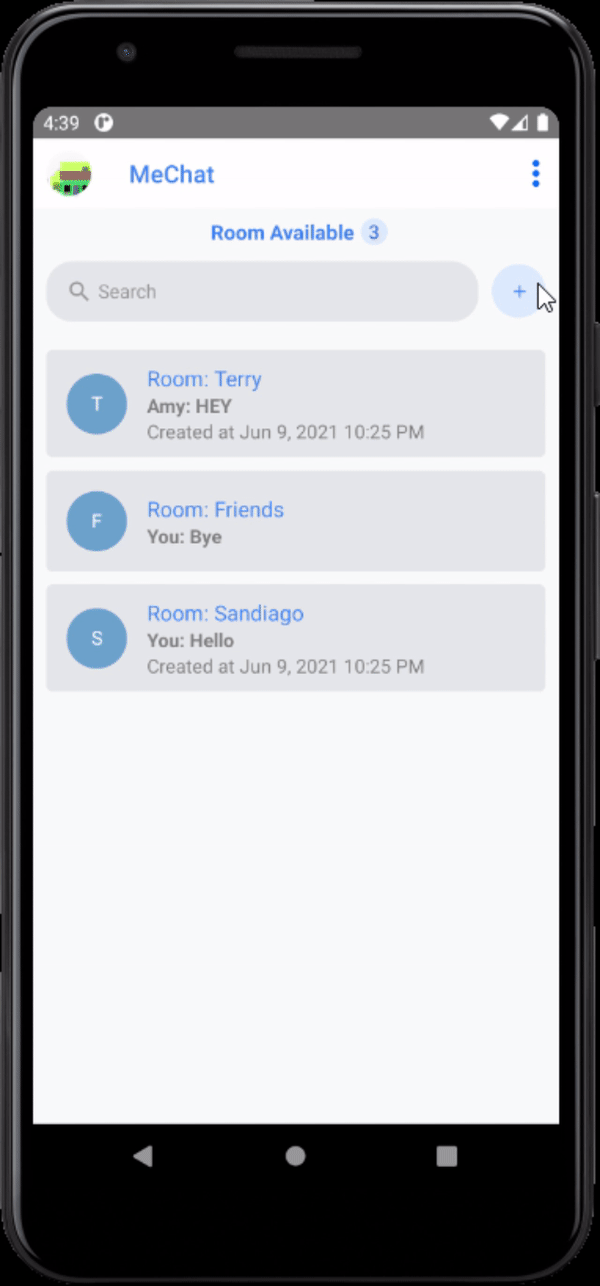 4:39
MeChat
Room Available 3
Search
+
T
Room: Terry
Amy: HEY
Created at Jun 9, 2021 10:25 PM
F
Room: Friends
You: Bye
S
Room: Sandiago
You: Hello
Created at Jun 9, 2021 10:25 PM